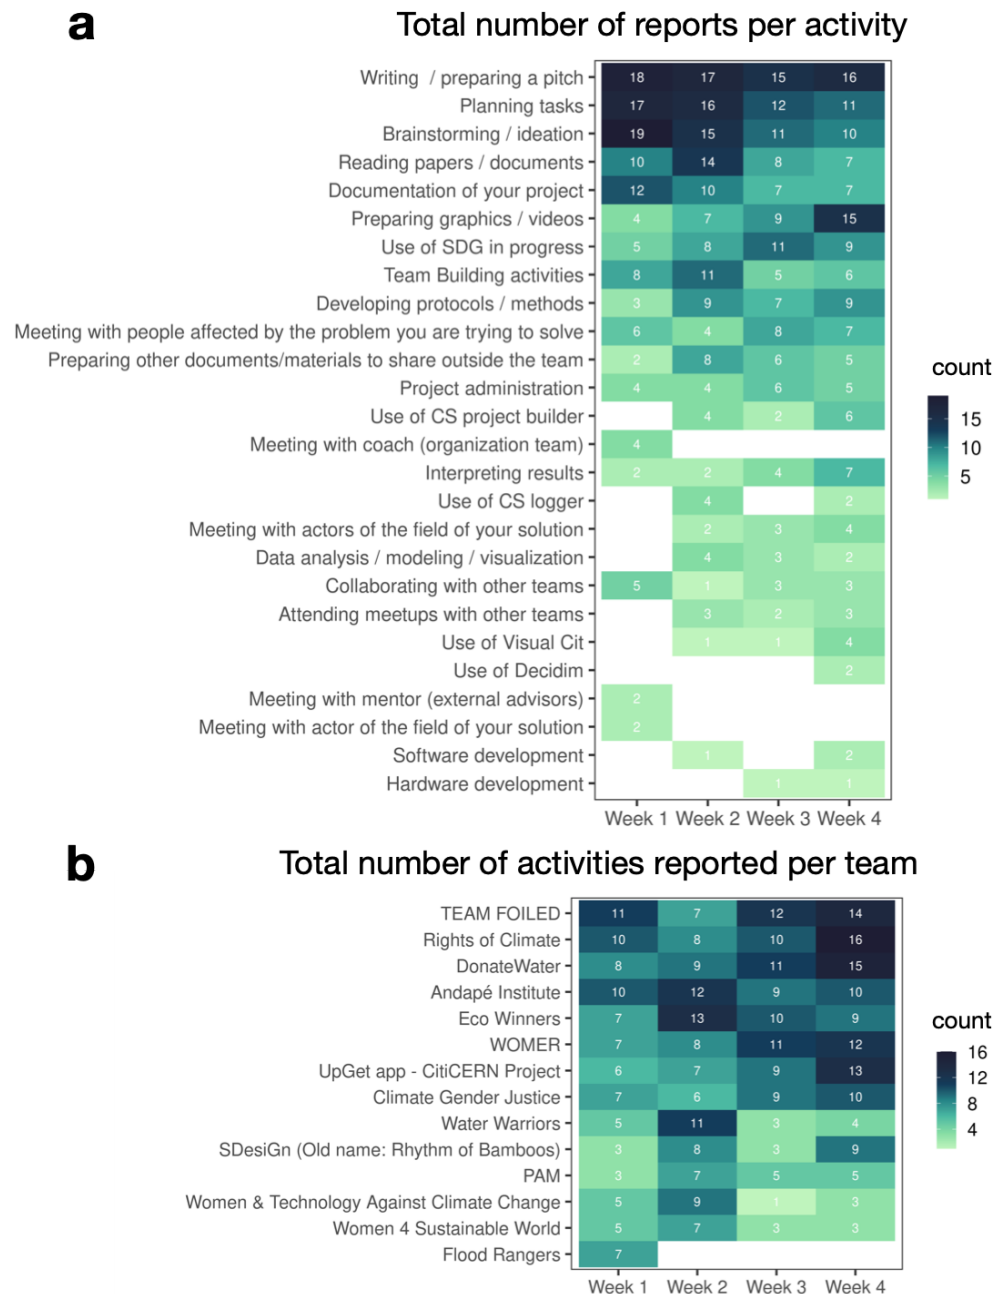 a
Total number of reports per activity
Writing / preparing a pitch 18 17 15 16
Planning tasks 17 16 12 11
Brainstorming / ideation 19 15 11 10
Reading papers / documents 10 14 8 7
Documentation of your project 12 10 7 7
Preparing graphics / videos 4 7 9 15
Use of SDG in progress 5 8 11 9
Team Building activities 8 11 5 6
Developing protocols / methods 3 9 7 9
Meeting with people affected by the problem you are trying to solve 6 4 8 7
Preparing other documents/materials to share outside the team 2 8 6 5
Project administration 4 4 6 5
Use of CS project builder 4 2 6
Meeting with coach (organization team) 4
Interpreting results 2 2 4 7
Use of CS logger 4 2
Meeting with actors of the field of your solution 2 3 4
Data analysis / modeling / visualization 4 3 2
Collaborating with other teams 5 1 3 3
Attending meetups with other teams 3 2 3
Use of Visual Cit 1 1 4
Use of Decidim 2
Meeting with mentor (external advisors) 2
Meeting with actor of the field of your solution 2
Software development 1 2
Hardware development 1 1
Week 1 Week 2 Week 3 Week 4
count
15
10
5
b
Total number of activities reported per team
TEAM FOILED 11 7 12 14
Rights of Climate 10 8 10 16
DonateWater 8 9 11 15
Andapé Institute 10 12 9 10
Eco Winners 7 13 10 9
WOMER 7 8 11 12
UpGet app - CitiCERN Project 6 7 9 13
Climate Gender Justice 7 6 9 10
Water Warriors 5 11 3 4
SDesiGn (Old name: Rhythm of Bamboos) 3 8 3 9
PAM 3 7 5 5
Women & Technology Against Climate Change 5 9 1 3
Women 4 Sustainable World 5 7 3 3
Flood Rangers 7
Week 1 Week 2 Week 3 Week 4
count
16
12
8
4